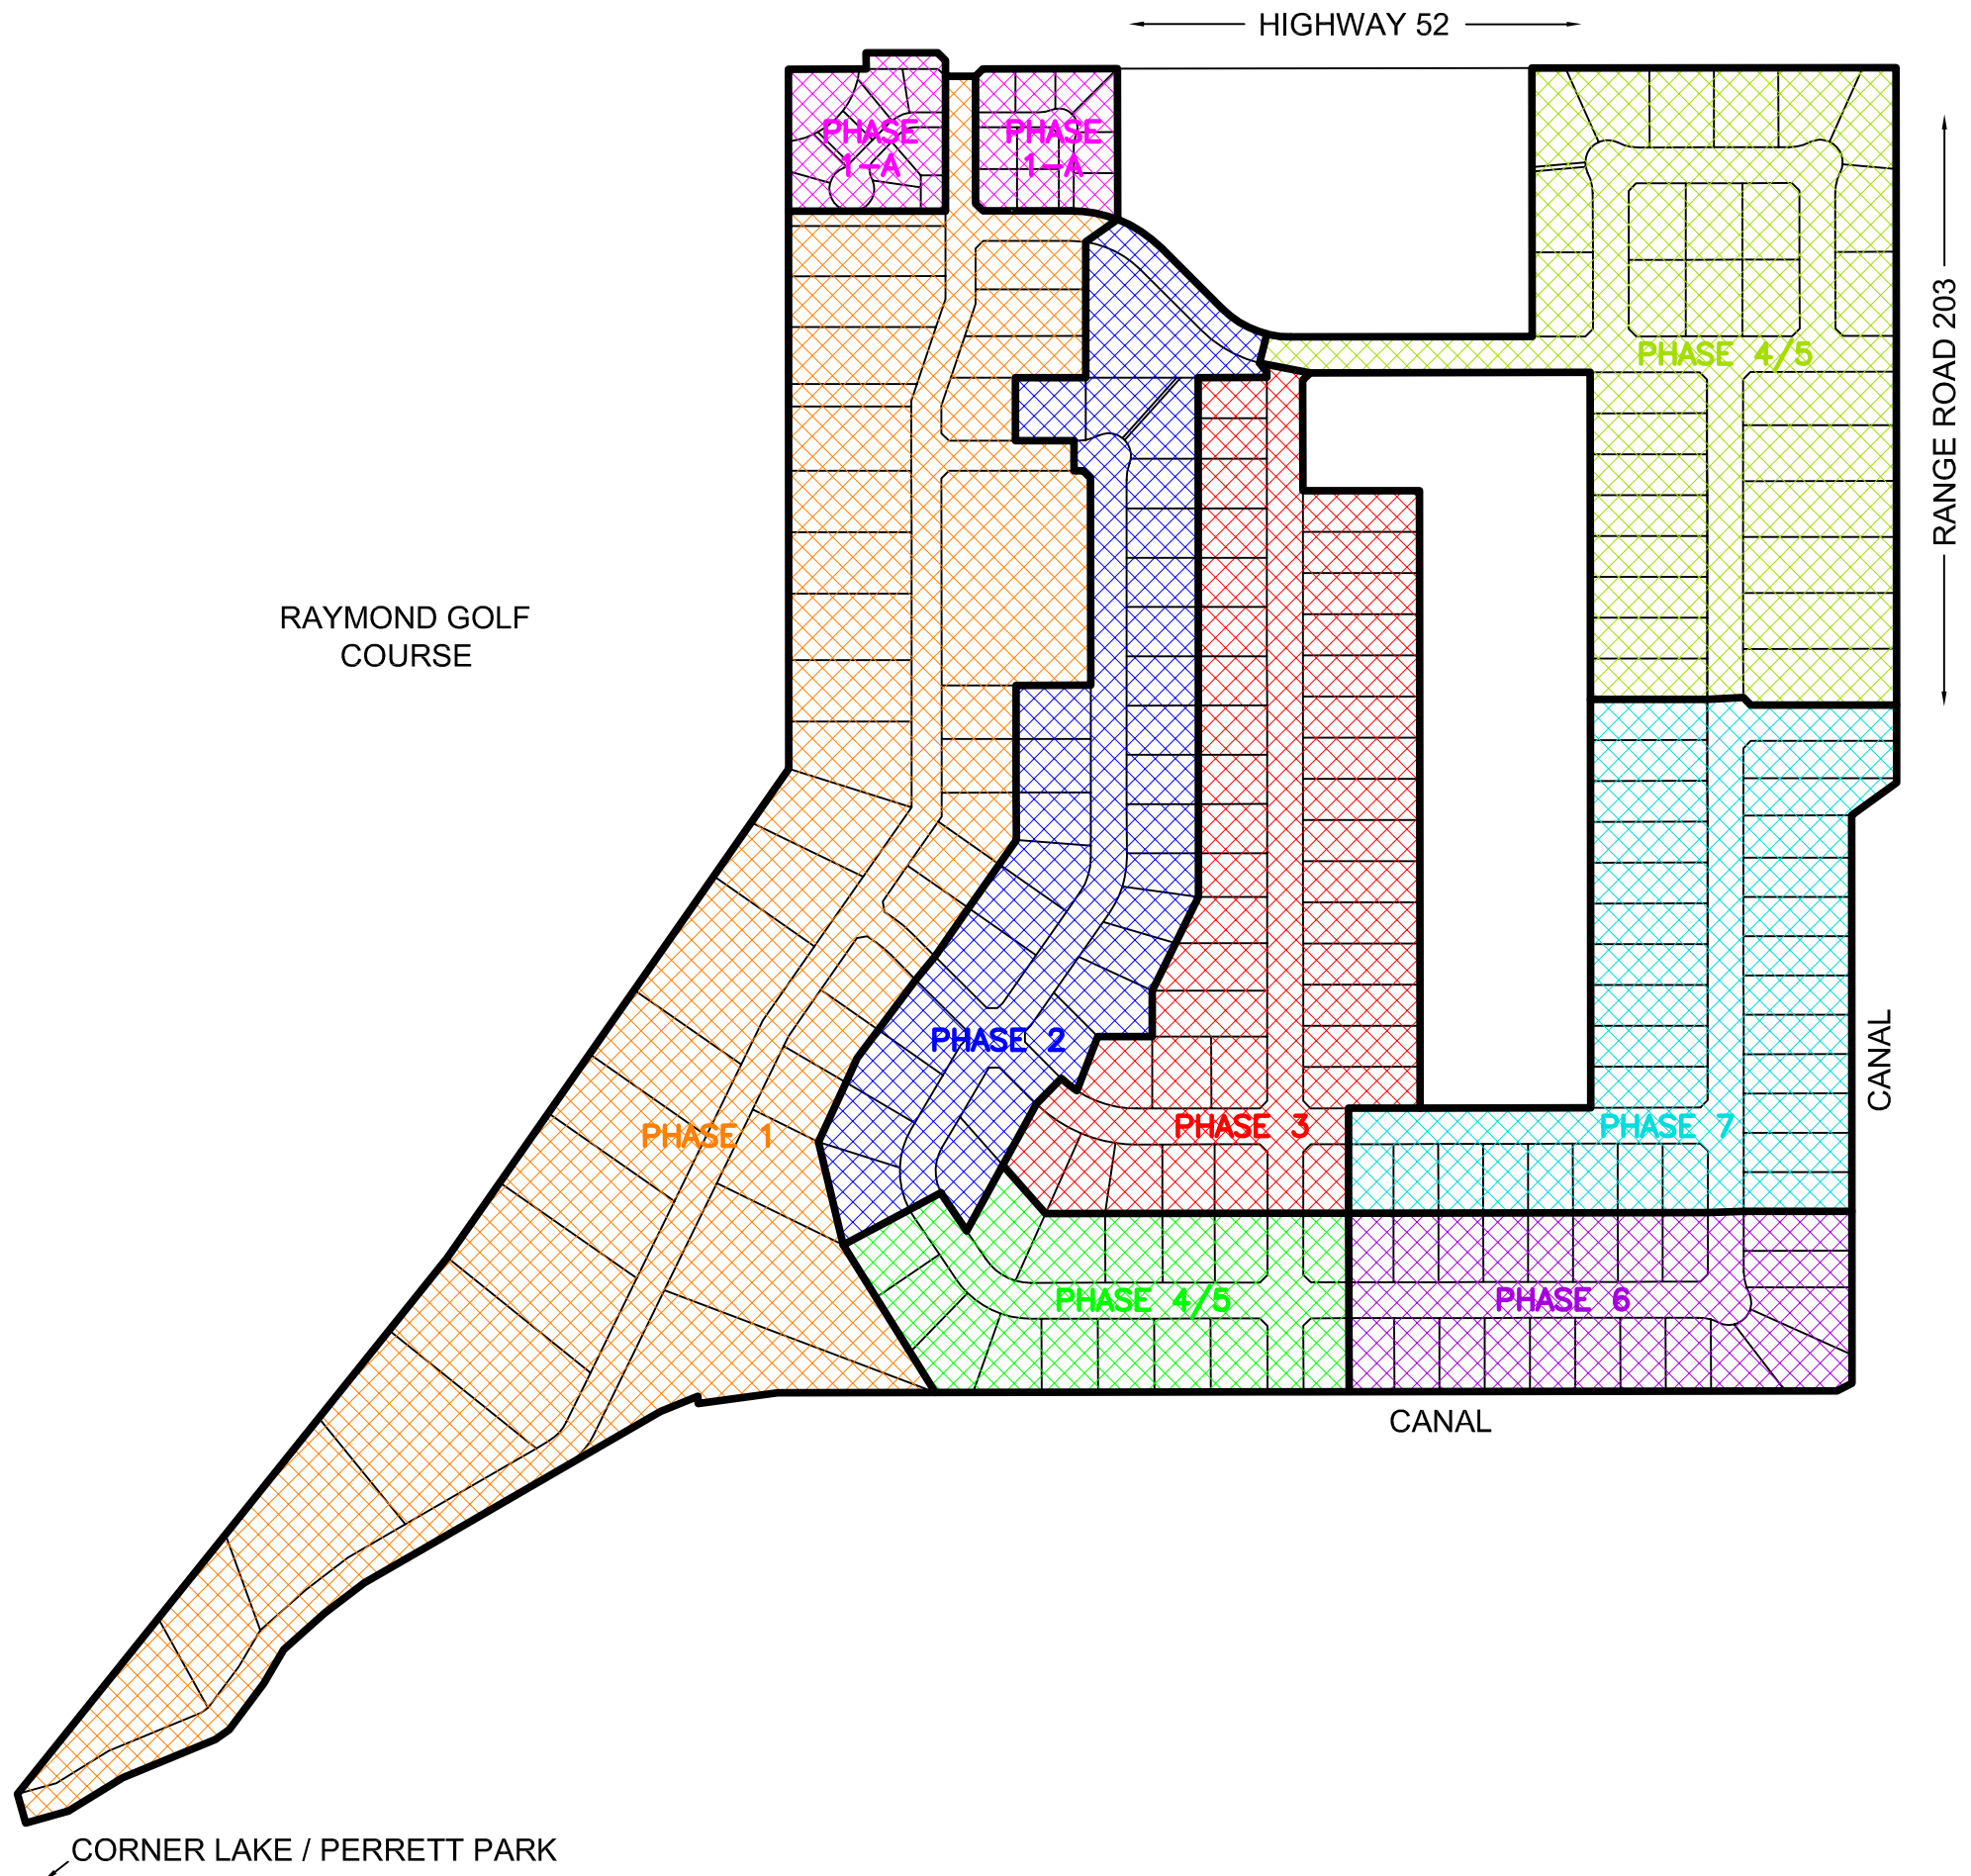 HIGHWAY 52
PHASE
1-A
PHASE
1-A
RANGE ROAD 203
PHASE 4/5
RAYMOND GOLF
COURSE
PHASE 2
CANAL
PHASE 1
PHASE 3
PHASE 7
PHASE 4/5
PHASE 6
CANAL
CORNER LAKE / PERRETT PARK